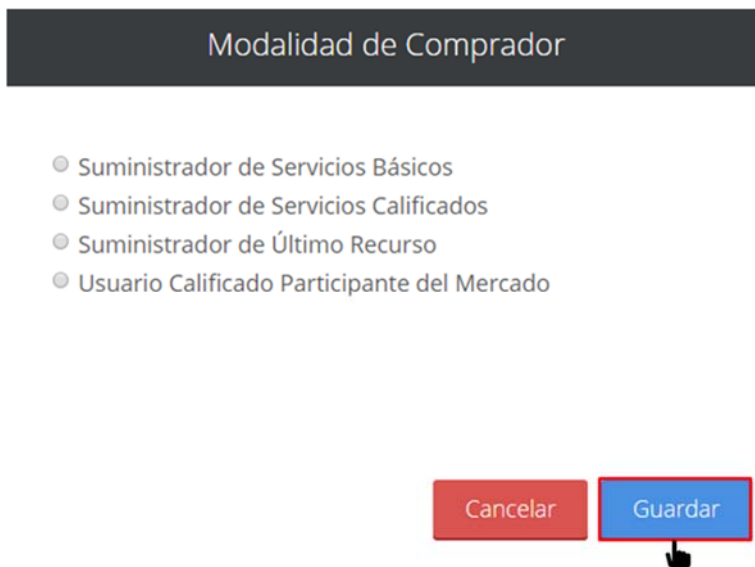 Modalidad de Comprador
Suministrador de Servicios Básicos
Suministrador de Servicios Calificados
Suministrador de Último Recurso
Usuario Calificado Participante del Mercado
Cancelar
Guardar